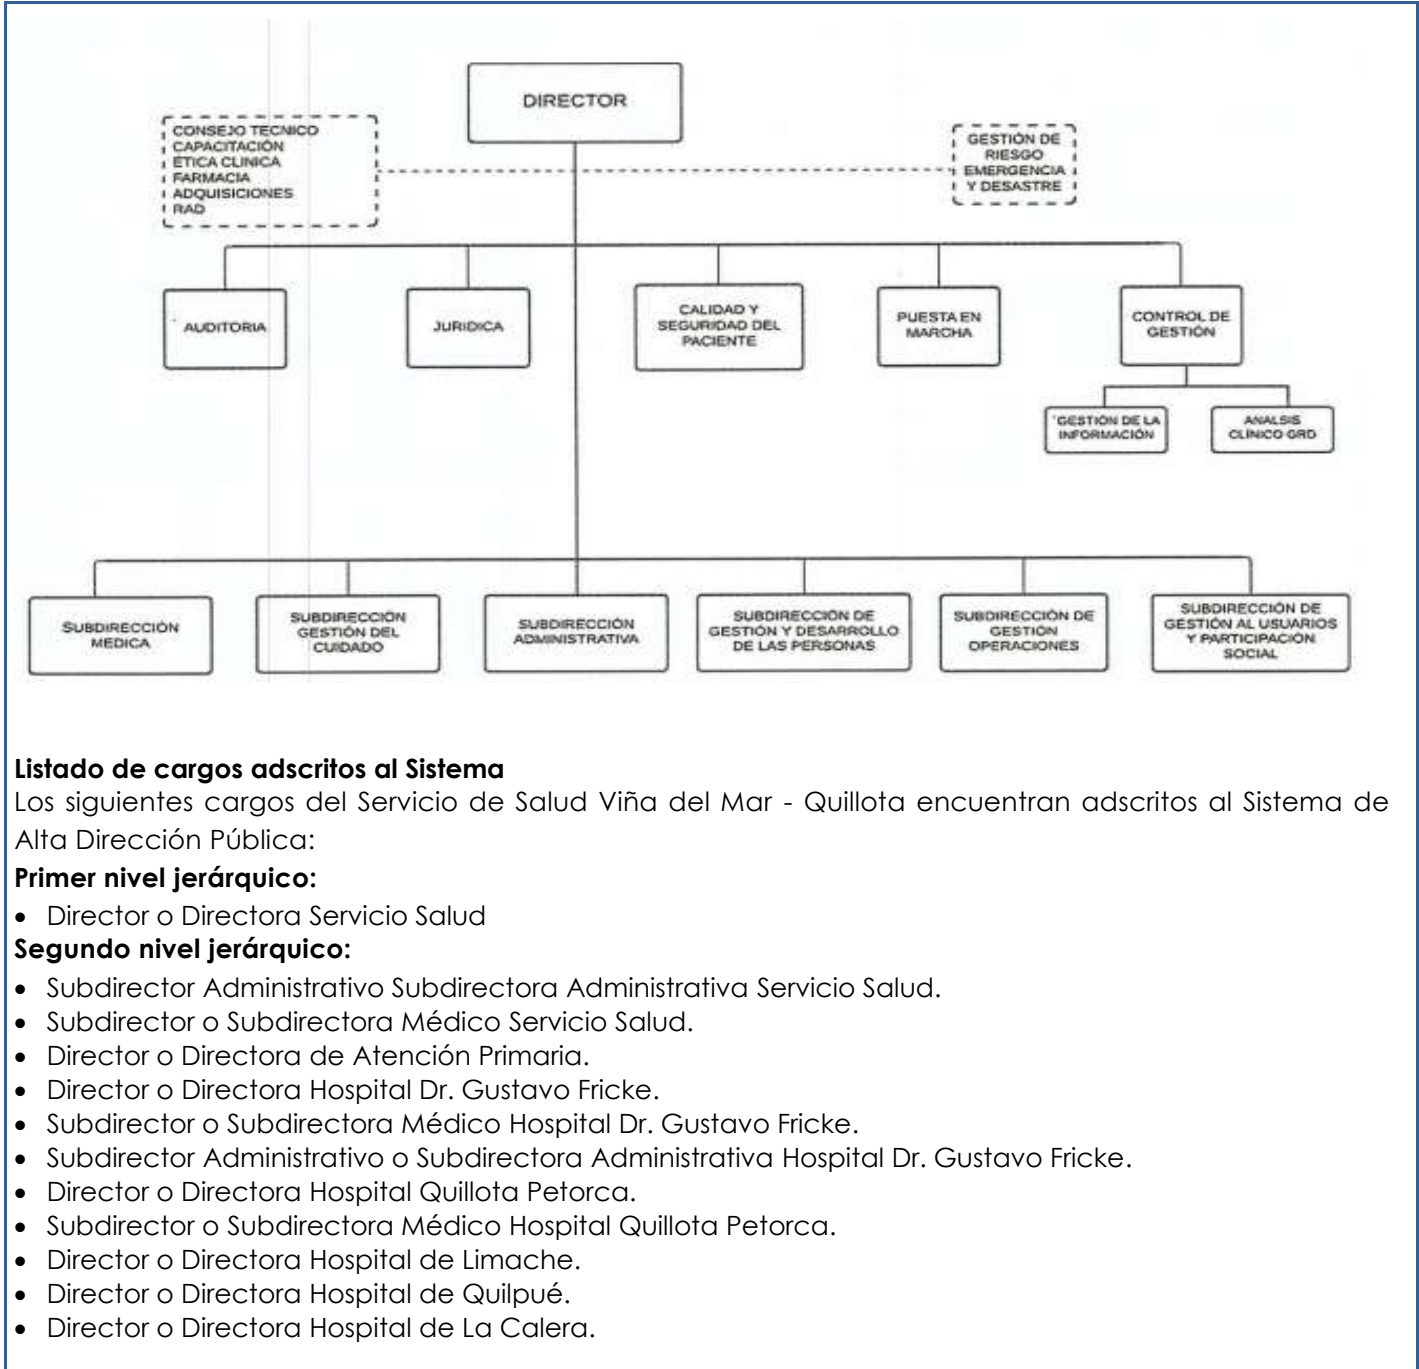 DIRECTOR
CONSEJO TECNICO
CAPACITACIÓN
ETICA CLINICA
FARMACIA
ADQUISICIONES
RAD
GESTIÓN DE
RIESGO
EMERGENCIA
Y DESASTRE
AUDITORIA
JURIDICA
CALIDAD Y
SEGURIDAD DEL
PACIENTE
PUESTA EN
MARCHA
CONTROL DE
GESTIÓN
GESTIÓN DE LA
INFORMACIÓN
ANALSIS
CLÍNICO GRD
SUBDIRECCIÓN
MEDICA
SUBDIRECCIÓN
GESTIÓN DEL
CUIDADO
SUBDIRECCIÓN
ADMINISTRATIVA
SUBDIRECCIÓN DE
GESTIÓN Y DESARROLLO
DE LAS PERSONAS
SUBDIRECCIÓN DE
GESTIÓN
OPERACIONES
SUBDIRECCIÓN DE
GESTIÓN AL USUARIOS
Y PARTICIPACIÓN
SOCIAL
Listado de cargos adscritos al Sistema
Los siguientes cargos del Servicio de Salud Viña del Mar - Quillota encuentran adscritos al Sistema de
Alta Dirección Pública:
Primer nivel jerárquico:
• Director o Directora Servicio Salud
Segundo nivel jerárquico:
• Subdirector Administrativo Subdirectora Administrativa Servicio Salud.
• Subdirector o Subdirectora Médico Servicio Salud.
• Director o Directora de Atención Primaria.
• Director o Directora Hospital Dr. Gustavo Fricke.
• Subdirector o Subdirectora Médico Hospital Dr. Gustavo Fricke.
• Subdirector Administrativo o Subdirectora Administrativa Hospital Dr. Gustavo Fricke.
• Director o Directora Hospital Quillota Petorca.
• Subdirector o Subdirectora Médico Hospital Quillota Petorca.
• Director o Directora Hospital de Limache.
• Director o Directora Hospital de Quilpué.
• Director o Directora Hospital de La Calera.